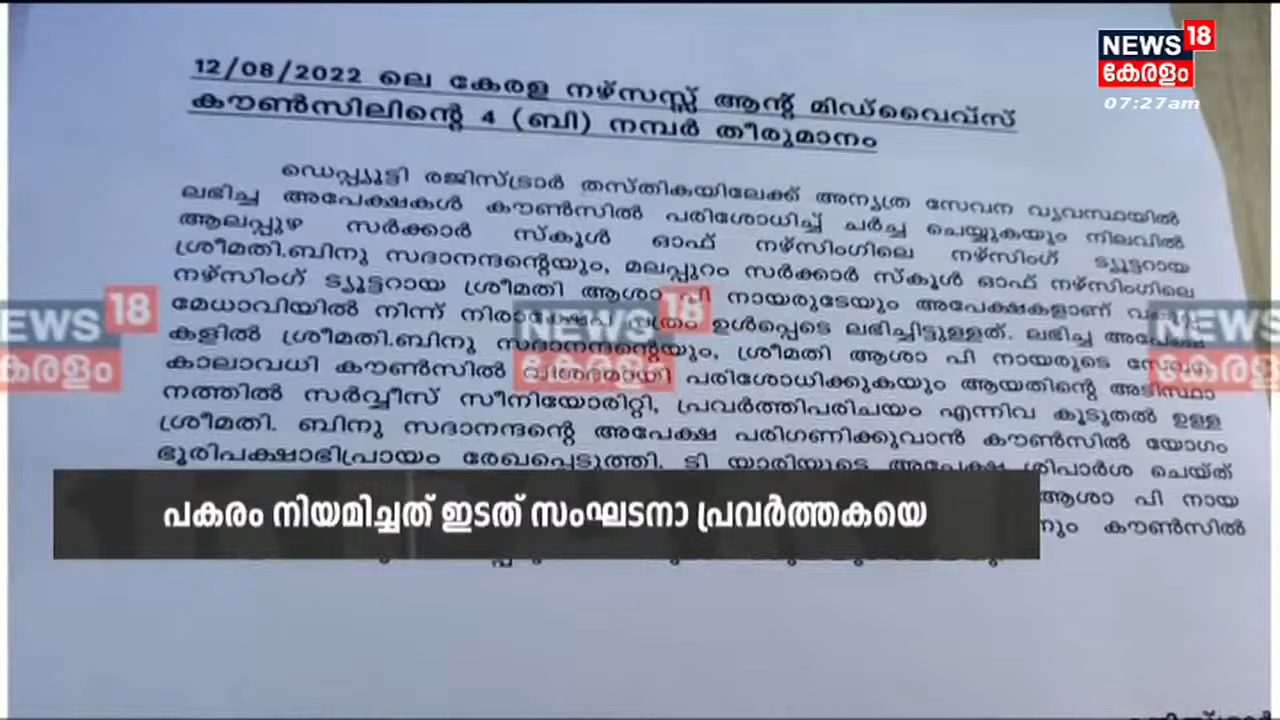 NEWS 18
കേരളം
07:27am
12/08/2022 ലെ കേരള നഴ്സസ്സ് ആന്റ് മിഡ്‌വൈവ്സ്
കൗൺസിലിന്റെ 4 (ബി) നമ്പർ തീരുമാനം
ഡെപ്യൂട്ടി രജിസ്ട്രാർ തസ്തികയിലേക്ക് അന്യത്ര സേവന വ്യവസ്ഥയിൽ
ലഭിച്ച അപേക്ഷകൾ കൗൺസിൽ പരിശോധിച്ച് ചർച്ച ചെയ്യുകയും നിലവിൽ
ആലപ്പുഴ സർക്കാർ സ്കൂൾ ഓഫ് നഴ്സിംഗിലെ നഴ്സിംഗ് ട്യൂട്ടറായ
ശ്രീമതി.ബിനു സദാനന്ദന്റെയും, മലപ്പുറം സർക്കാർ സ്കൂൾ ഓഫ് നഴ്സിംഗിലെ
നഴ്സിംഗ് ട്യൂട്ടറായ ശ്രീമതി ആശാ പി നായരുടേയും അപേക്ഷകളാണ്
മേധാവിയിൽ നിന്ന് ഉൾപ്പെടെ ലഭിച്ചിട്ടുള്ളത്. ലഭിച്ച
കളിൽ ശ്രീമതി.ബിനു സദാനന്ദന്റെയും, ശ്രീമതി ആശാ പി നായരുടെ സേവന
കാലാവധി കൗൺസിൽ വിശദമായി പരിശോധിക്കുകയും ആയതിന്റെ അടിസ്ഥാ
നത്തിൽ സർവ്വീസ് സീനിയോരിറ്റി, പ്രവർത്തിപരിചയം എന്നിവ കൂടുതൽ ഉള്ള
ശ്രീമതി. ബിനു സദാനന്ദന്റെ അപേക്ഷ പരിഗണിക്കുവാൻ കൗൺസിൽ യോഗം
ഭൂരിപക്ഷാഭിപ്രായം രേഖപ്പെടുത്തി. ടി യാരിയുടെ അപേക്ഷ ശിപാർശ ചെയ്ത്
ആശാ പി നായ
കൗൺസിൽ
പകരം നിയമിച്ചത് ഇടത് സംഘടനാ പ്രവർത്തകയെ